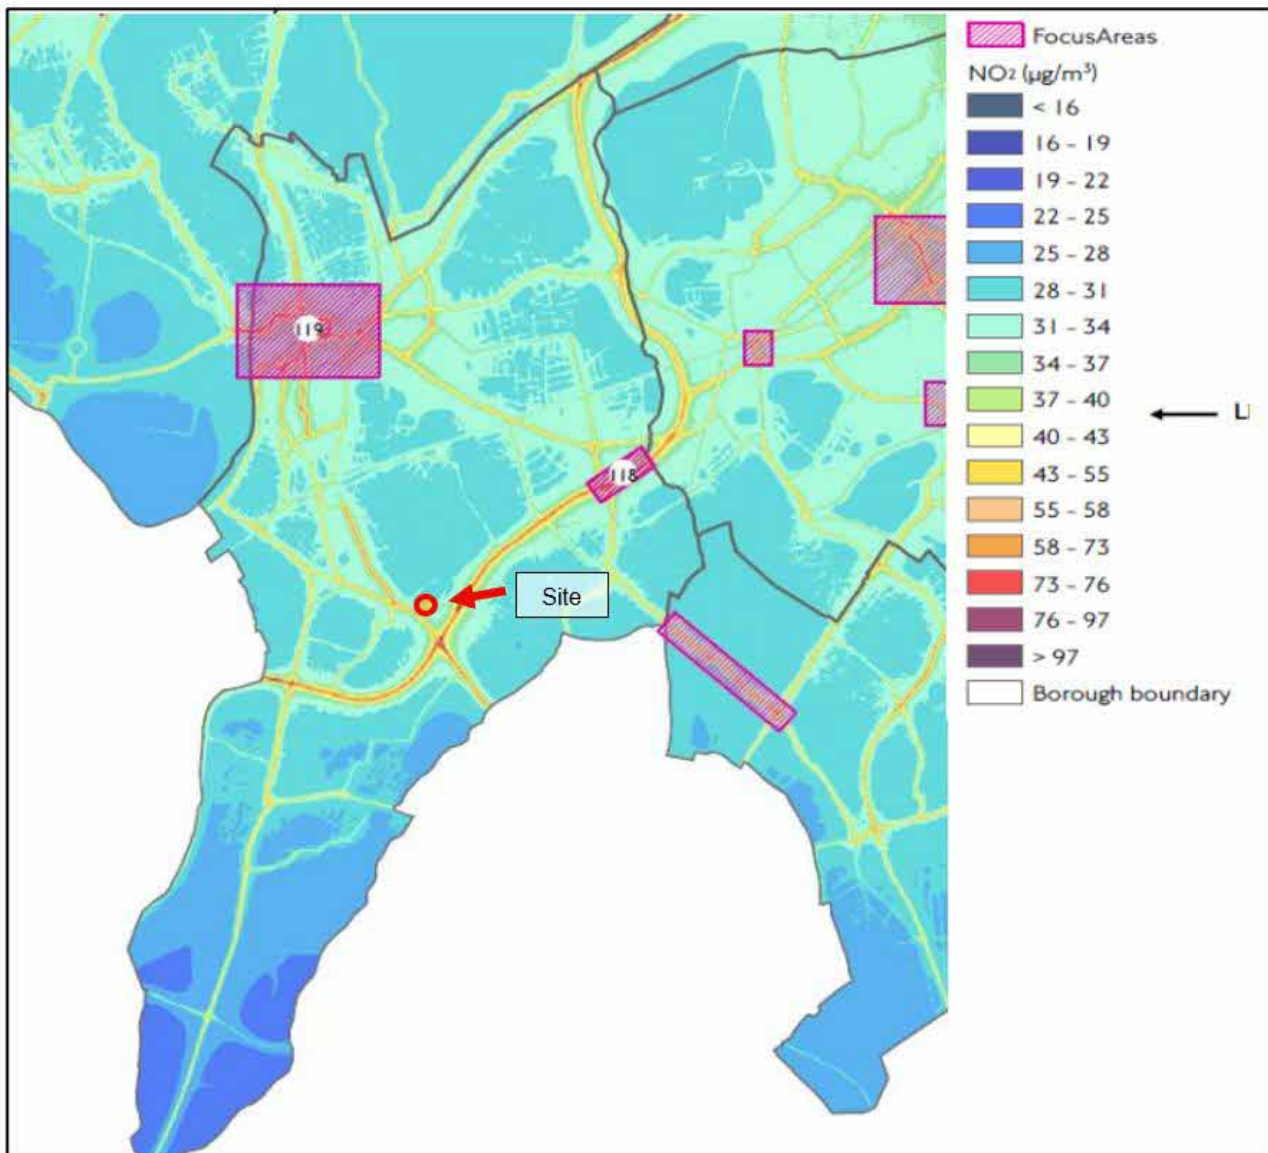 FocusAreas
NO2 (µg/m³)
< 16
16 - 19
19 - 22
22 - 25
25 - 28
28 - 31
31 - 34
34 - 37
37 - 40
40 - 43
43 - 55
55 - 58
58 - 73
73 - 76
76 - 97
> 97
Borough boundary
119
118
Site